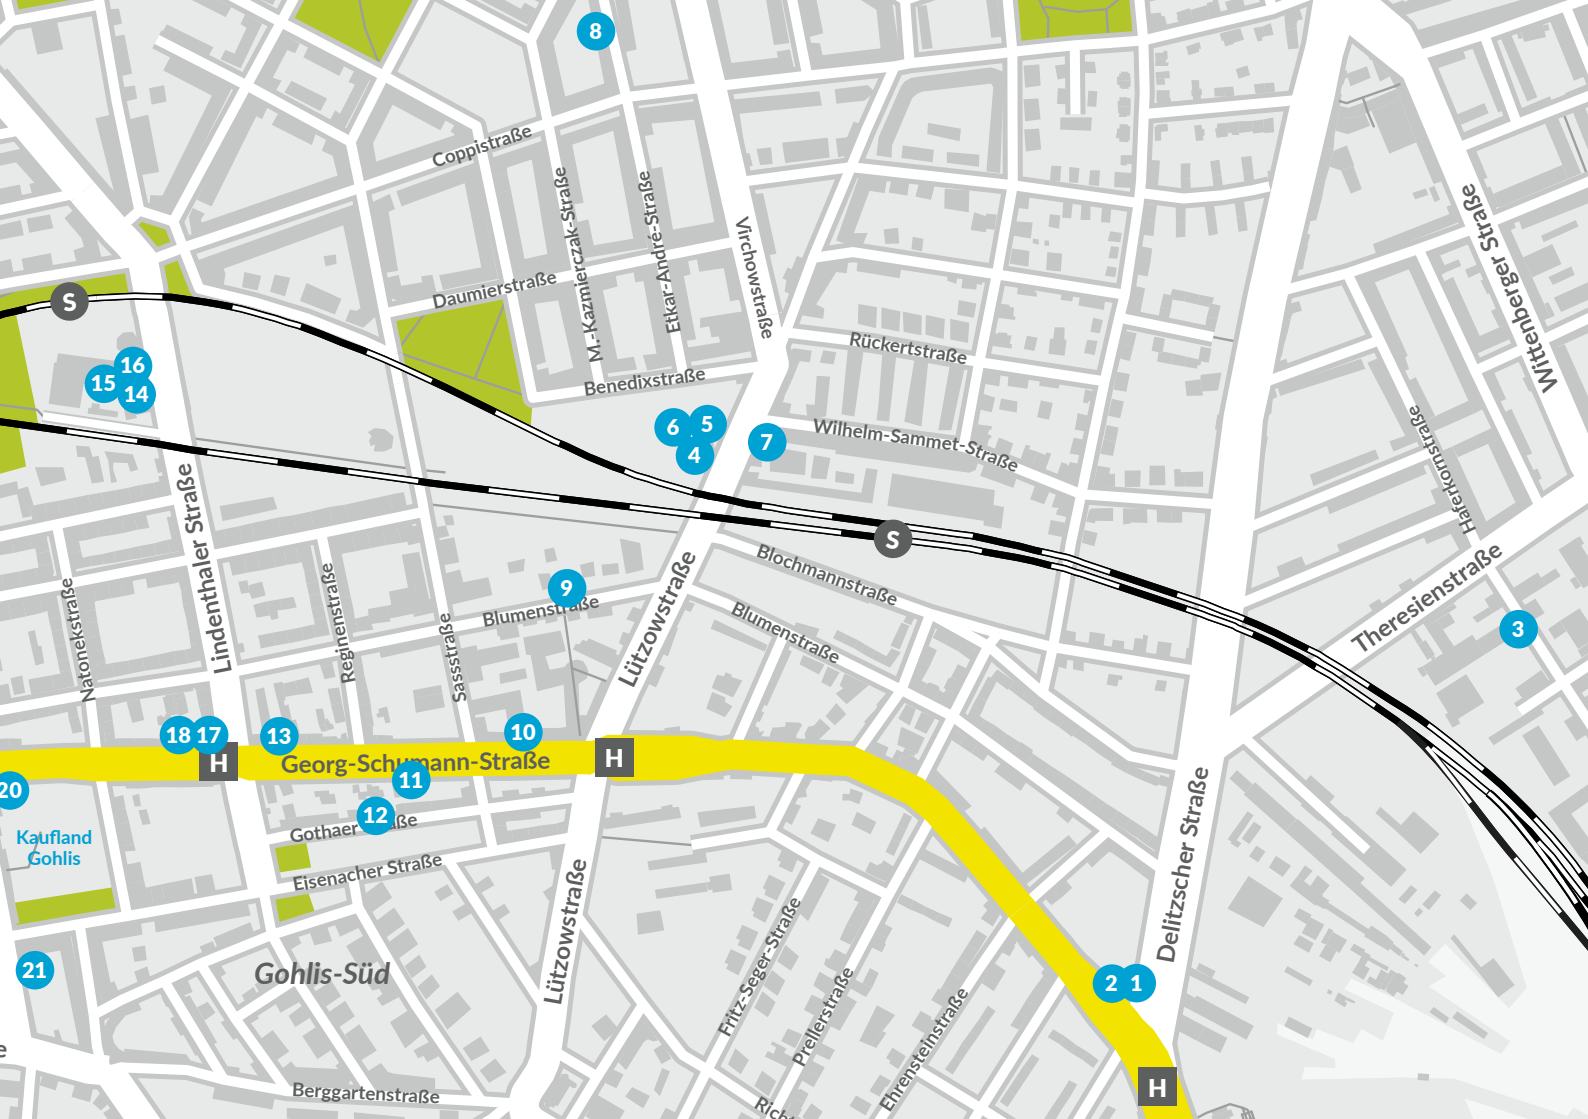 8
Coppistraße
M.-Kazmierczak-Straße
Etkar-André-Straße
Virchowstraße
Wittenberger Straße
Daumierstraße
S
Rückertstraße
16
15
14
Benedixstraße
6
5
4
7
Wilhelm-Sammet-Straße
Haferkornstraße
Lindenthaler Straße
S
Blochmannstraße
Theresienstraße
9
Blumenstraße
Blumenstraße
Lützowstraße
Natonekstraße
Reginenstraße
Sassstraße
3
18
17
13
10
H
H
Georg-Schumann-Straße
11
20
12
Gothaer Straße
Kaufland
Gohlis
Eisenacher Straße
Lützowstraße
Delitzscher Straße
21
Gohlis-Süd
Fritz-Seger-Straße
Prellerstraße
Ehrensteinstraße
2
1
e
Berggartenstraße
Richt
H